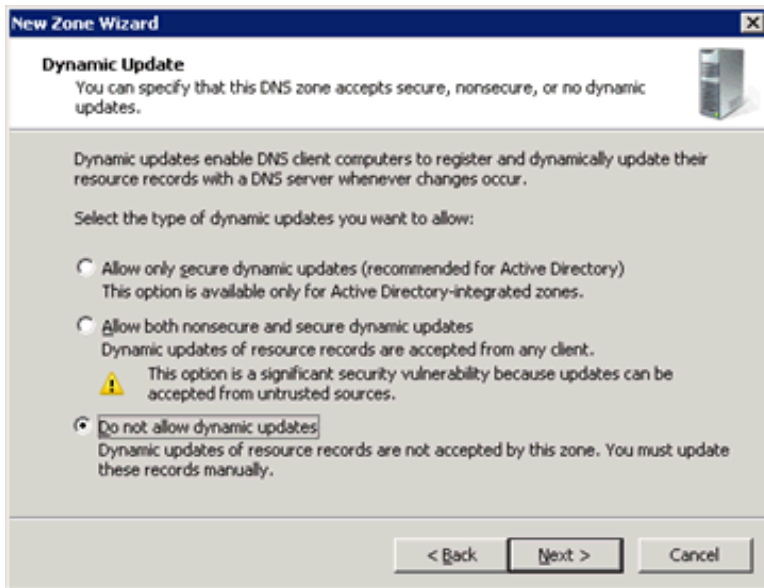 New Zone Wizard
Dynamic Update
You can specify that this DNS zone accepts secure, nonsecure, or no dynamic
updates.
Dynamic updates enable DNS client computers to register and dynamically update their
resource records with a DNS server whenever changes occur.
Select the type of dynamic updates you want to allow:
Allow only secure dynamic updates (recommended for Active Directory)
This option is available only for Active Directory-integrated zones.
Allow both nonsecure and secure dynamic updates
Dynamic updates of resource records are accepted from any client.
This option is a significant security vulnerability because updates can be
accepted from untrusted sources.
Do not allow dynamic updates
Dynamic updates of resource records are not accepted by this zone. You must update
these records manually.
< Back
Next >
Cancel